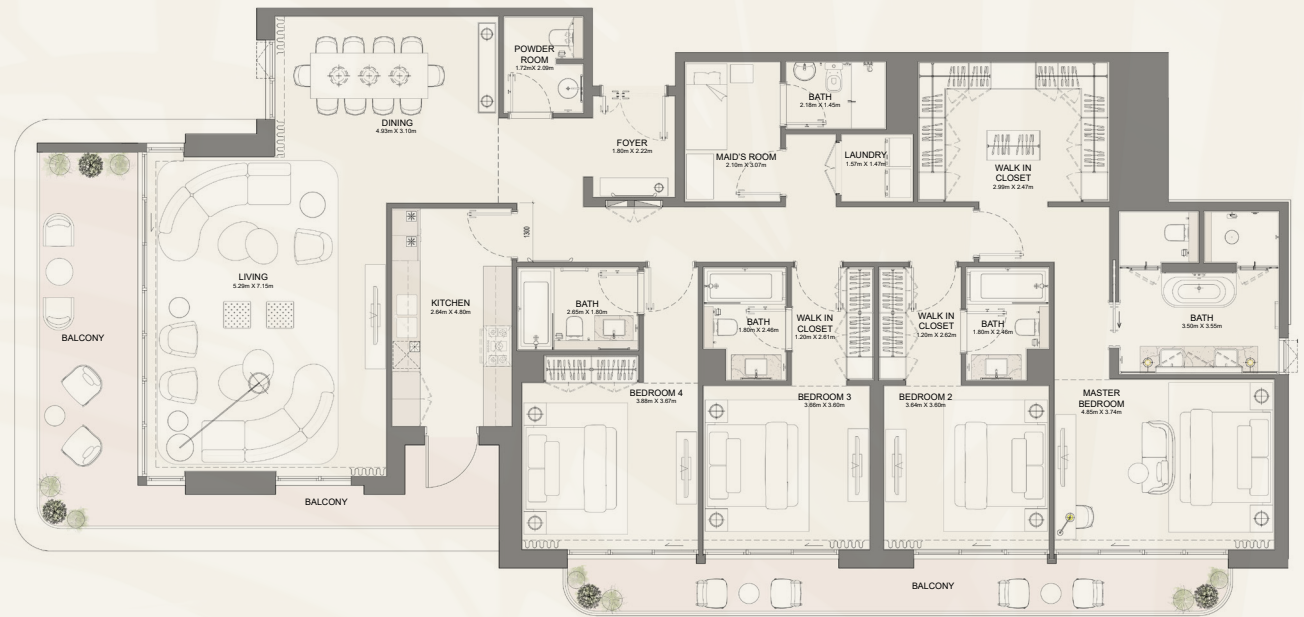 POWDER
ROOM
1.72m X 2.09m
DINING
4.93m X 3.10m
FOYER
1.80m X 2.22m
MAID'S ROOM
2.10m X 3.07m
BATH
2.18m X 1.45m
LAUNDRY
1.57m X 1.47m
WALK IN
CLOSET
2.99m X 2.47m
LIVING
5.29m X 7.15m
BALCONY
KITCHEN
2.64m X 4.80m
1300
BATH
2.65m X 1.80m
BATH
1.80m X 2.46m
WALK IN
CLOSET
1.20m X 2.61m
WALK IN
CLOSET
1.20m X 2.62m
BATH
1.80m X 2.46m
BATH
3.50m X 3.55m
BEDROOM 4
3.88m X 3.67m
BEDROOM 3
3.66m X 3.60m
BEDROOM 2
3.64m X 3.60m
MASTER
BEDROOM
4.85m X 3.74m
BALCONY
BALCONY